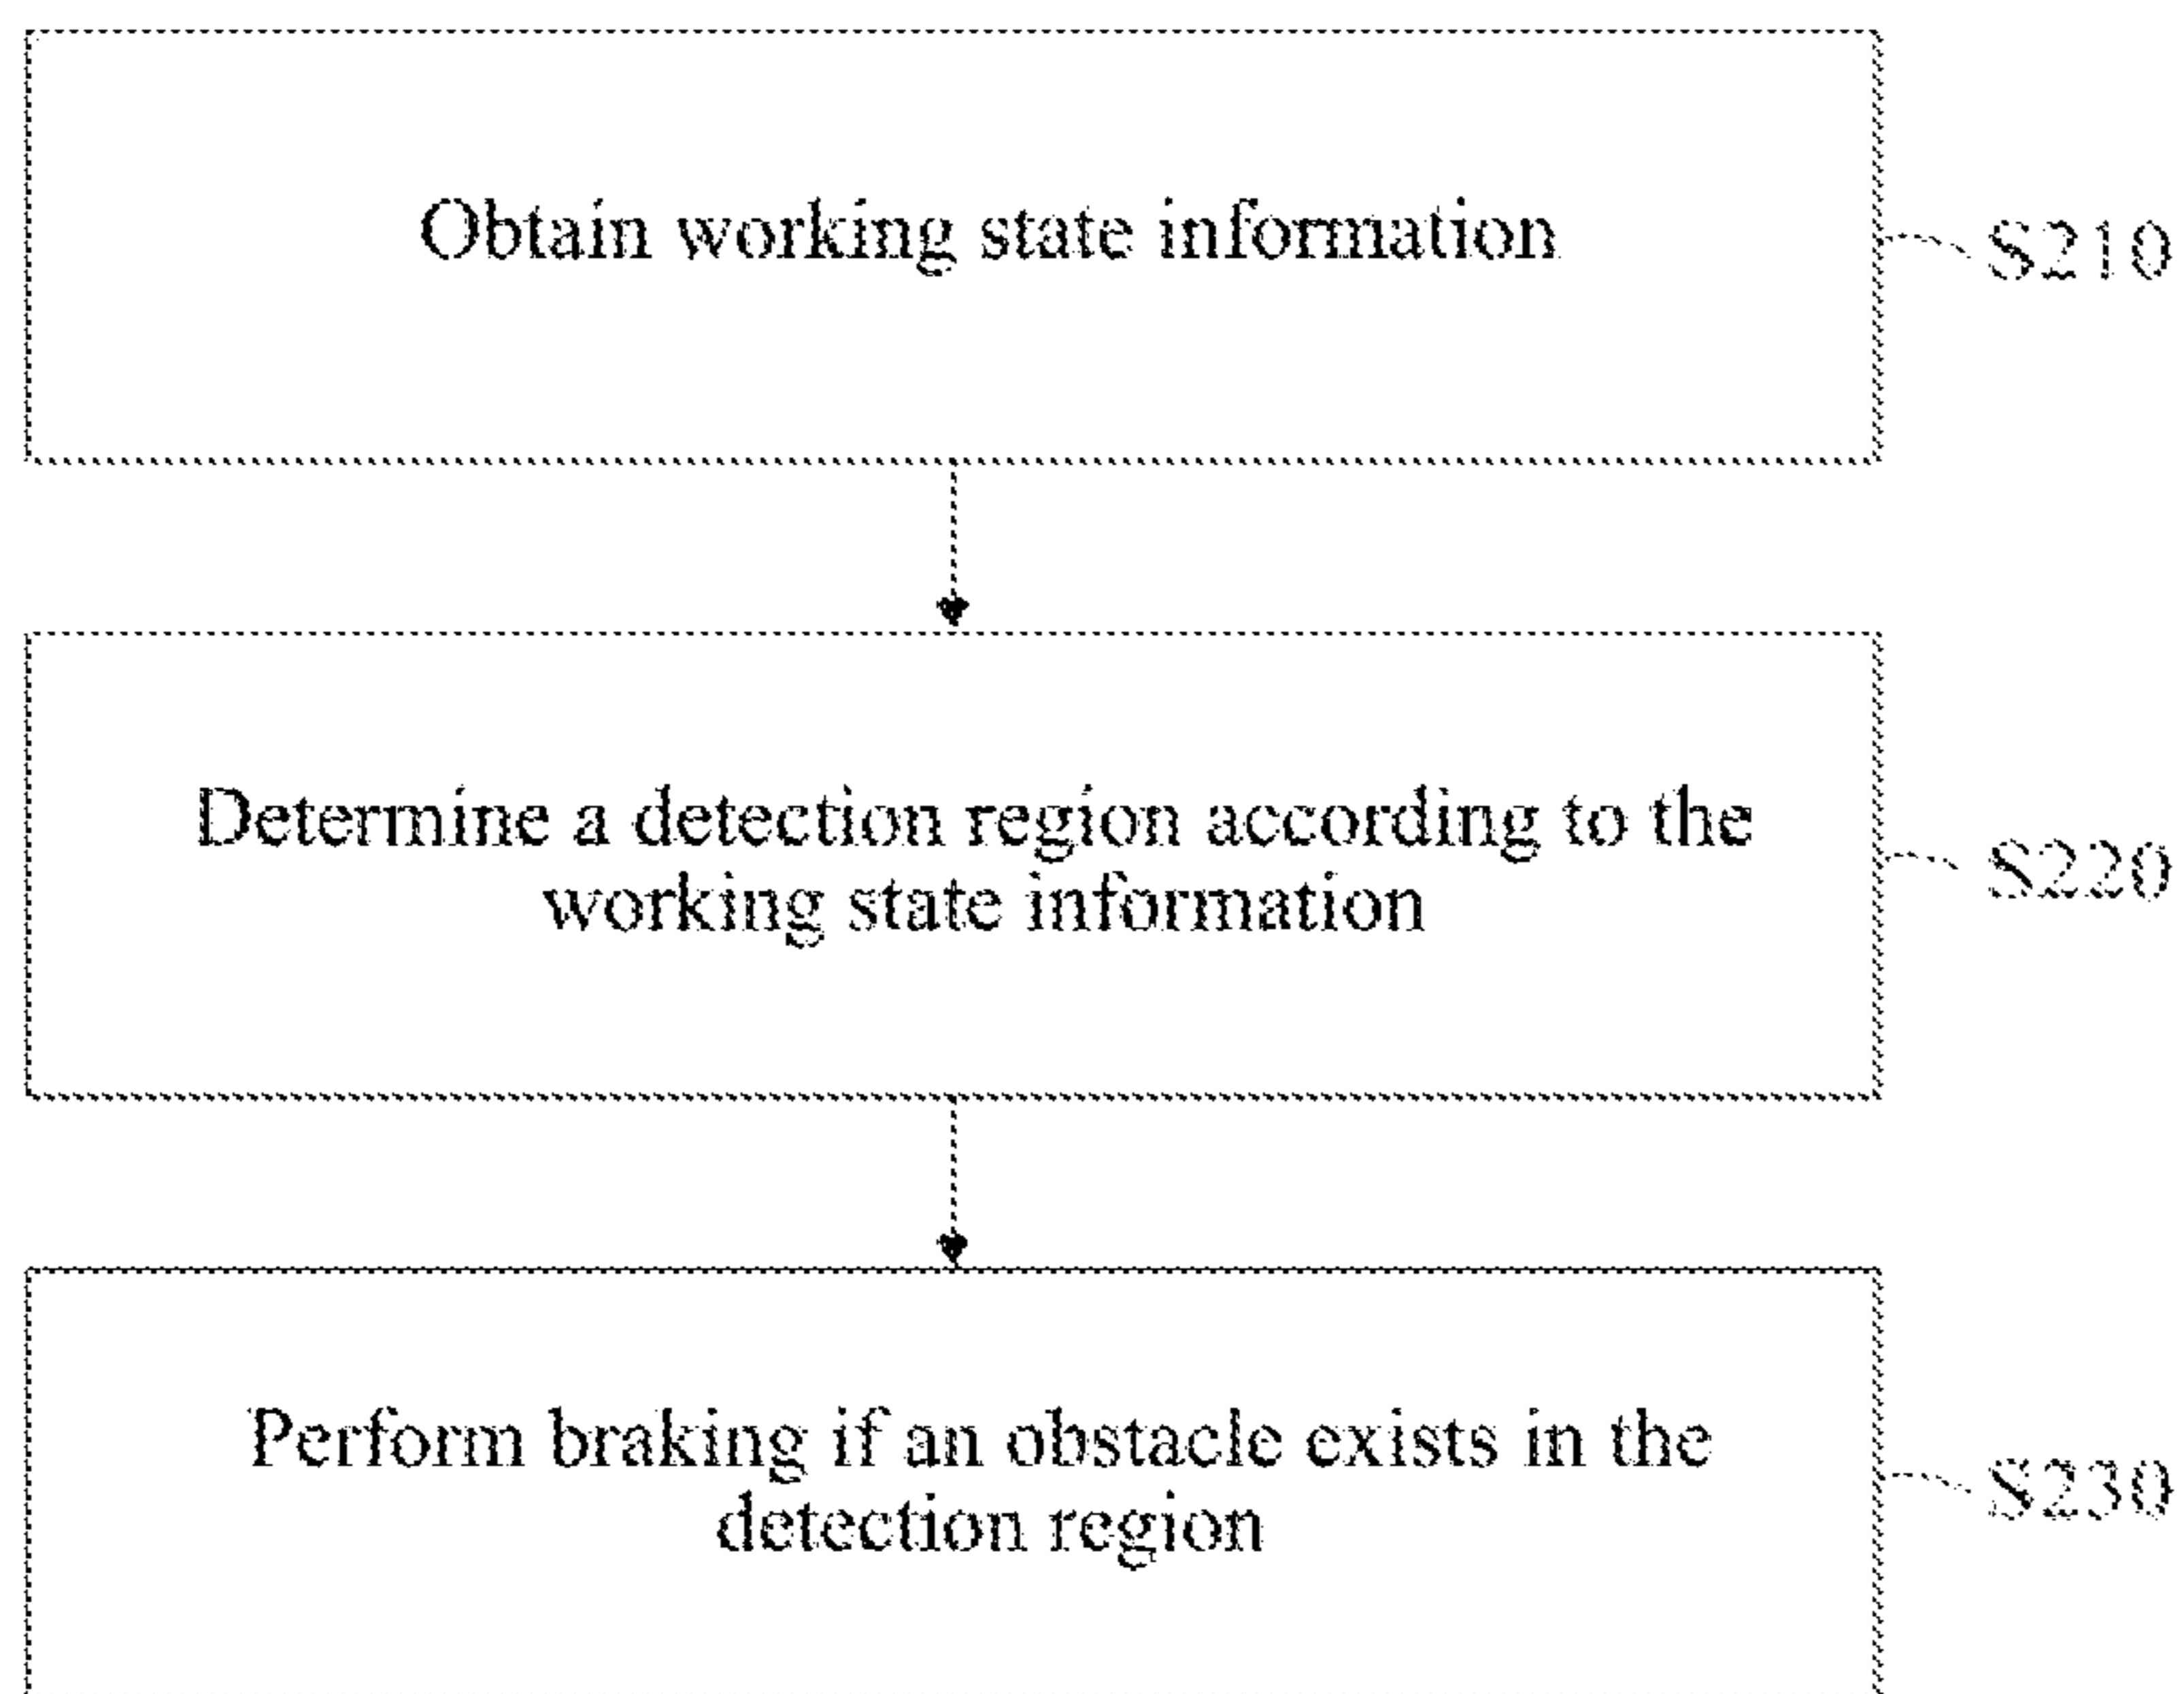 Obtain working state information
S210
Determine a detection region according to the
working state information
S220
Perform braking if an obstacle exists in the
detection region
S230